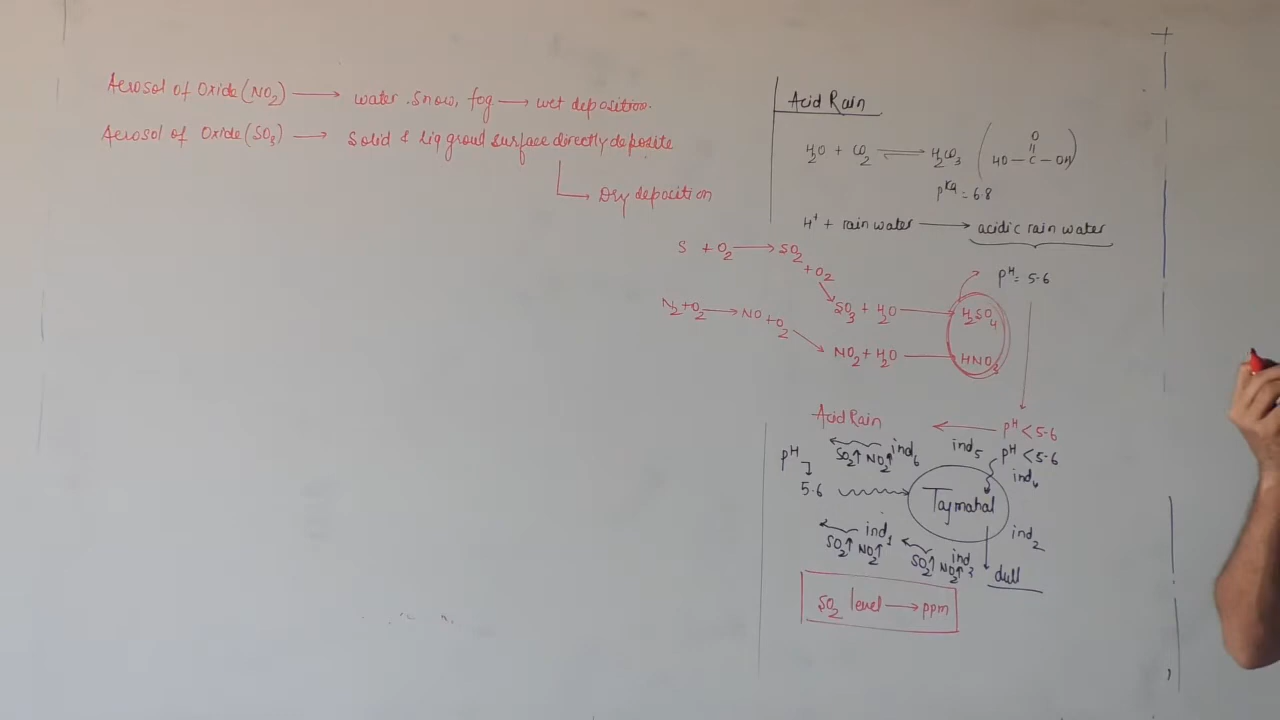 Aerosol of Oxide (NO2) → water, snow, fog → wet deposition.
Aerosol of Oxide (SO3) → Solid & liq groud surface directly deposite
→ Dry deposition
Acid Rain
H2O + CO2 ⇌ H2CO3 (HO–C–OH)
O
pKa = 6.8
H+ + rain water → acidic rain water
pH = 5.6
S + O2 → SO2
+ O2
SO3 + H2O → H2SO4
N2 + O2 → NO + O2
NO2 + H2O → HNO3
Acid Rain ← pH < 5.6
pH
5.6
SO2↑ NO2↑ ind6
ind5
pH < 5.6
ind4
Tajmahal
SO2↑ NO2↑ ind1
SO2↑ NO2↑ ind3
ind2
dull
SO2 level → ppm